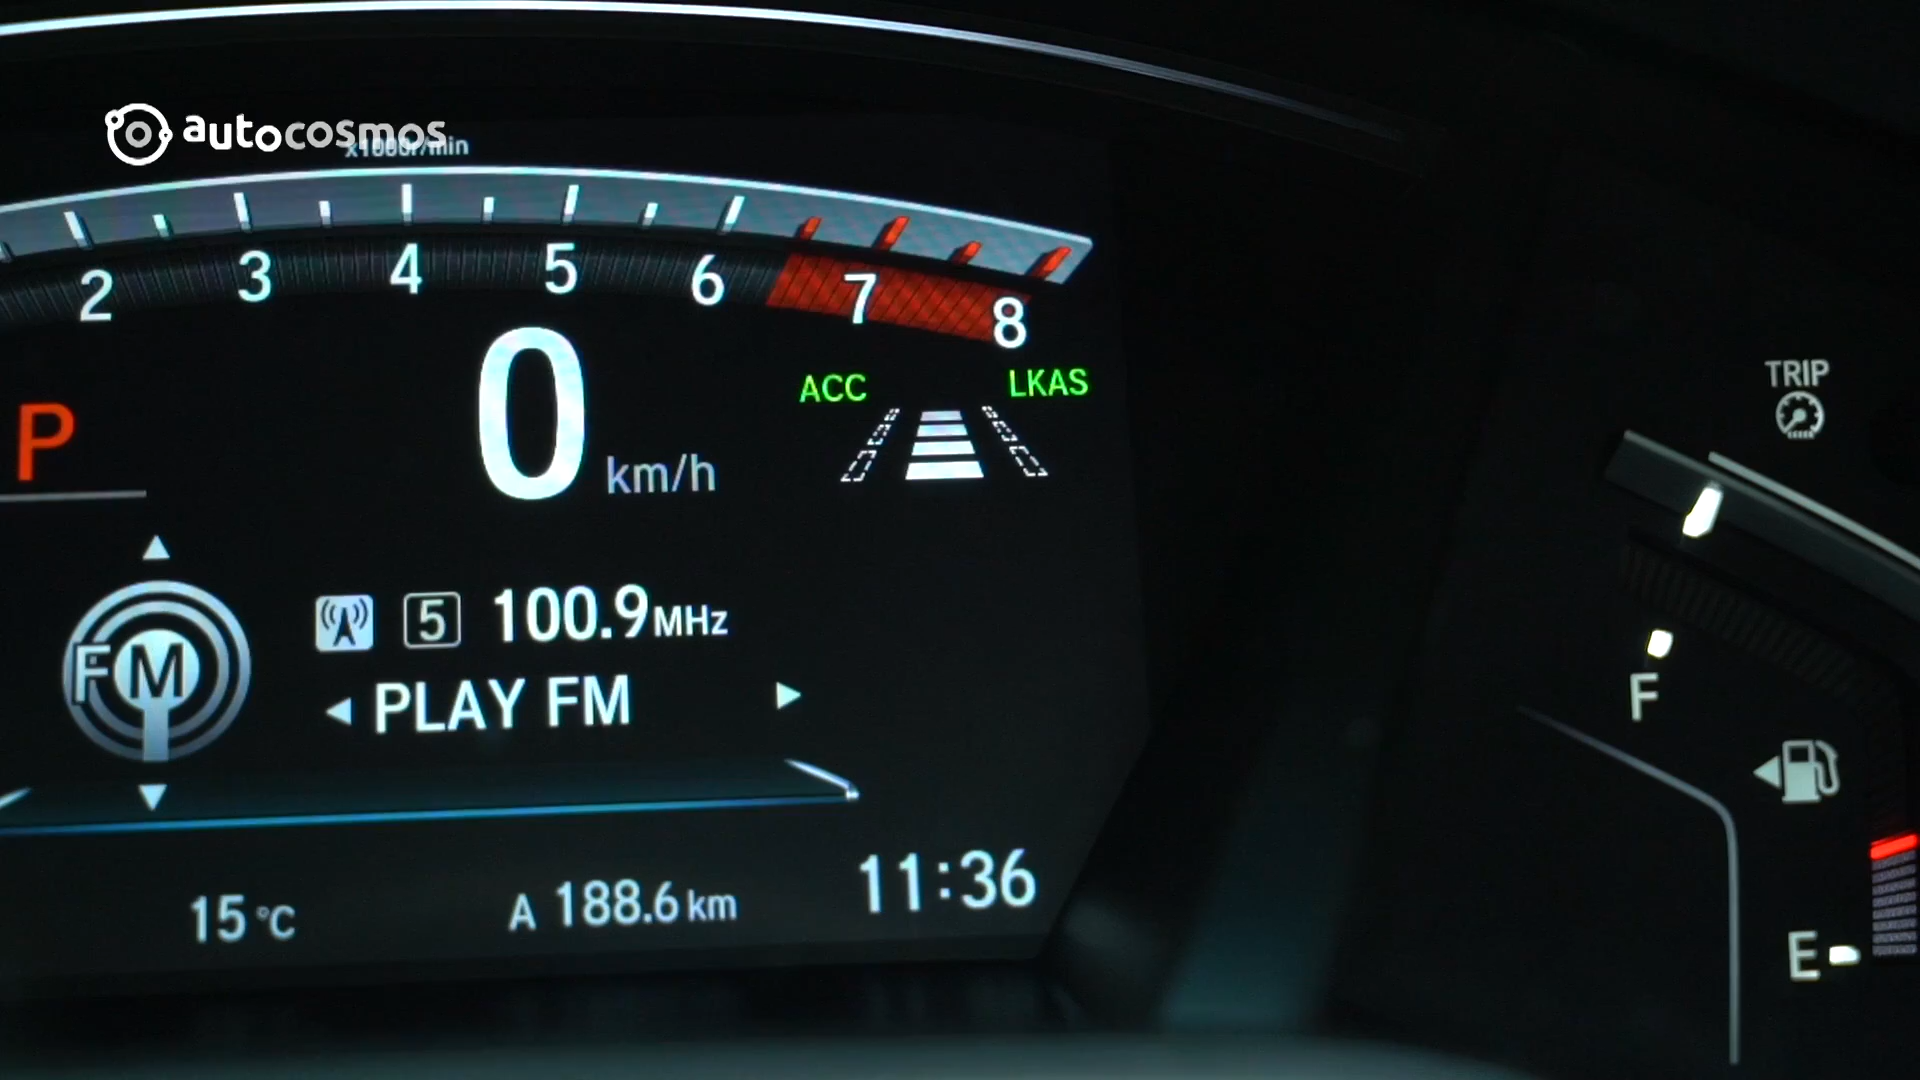 autocosmos
x1000r/min
2 3 4 5 6 7 8
ACC LKAS
0 km/h
P
TRIP
FM
5 100.9MHz
PLAY FM
F
15 °C
A 188.6 km
11:36
E